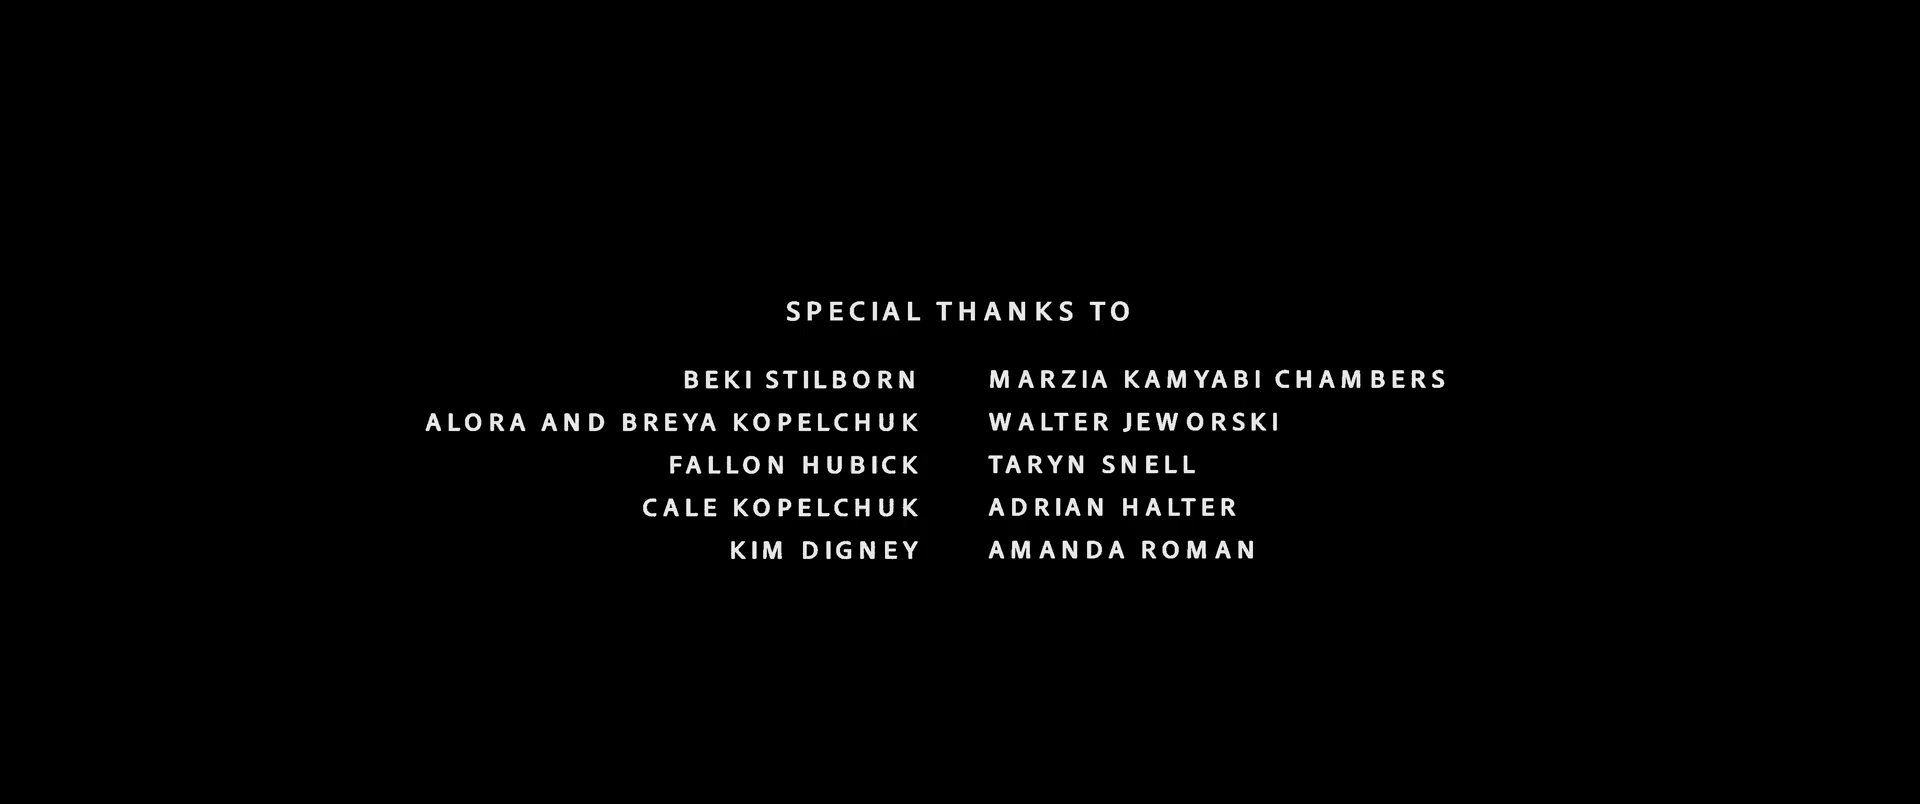 SPECIAL THANKS TO
BEKI STILBORN MARZIA KAMYABI CHAMBERS
ALORA AND BREYA KOPELCHUK WALTER JEWORSKI
FALLON HUBICK TARYN SNELL
CALE KOPELCHUK ADRIAN HALTER
KIM DIGNEY AMANDA ROMAN